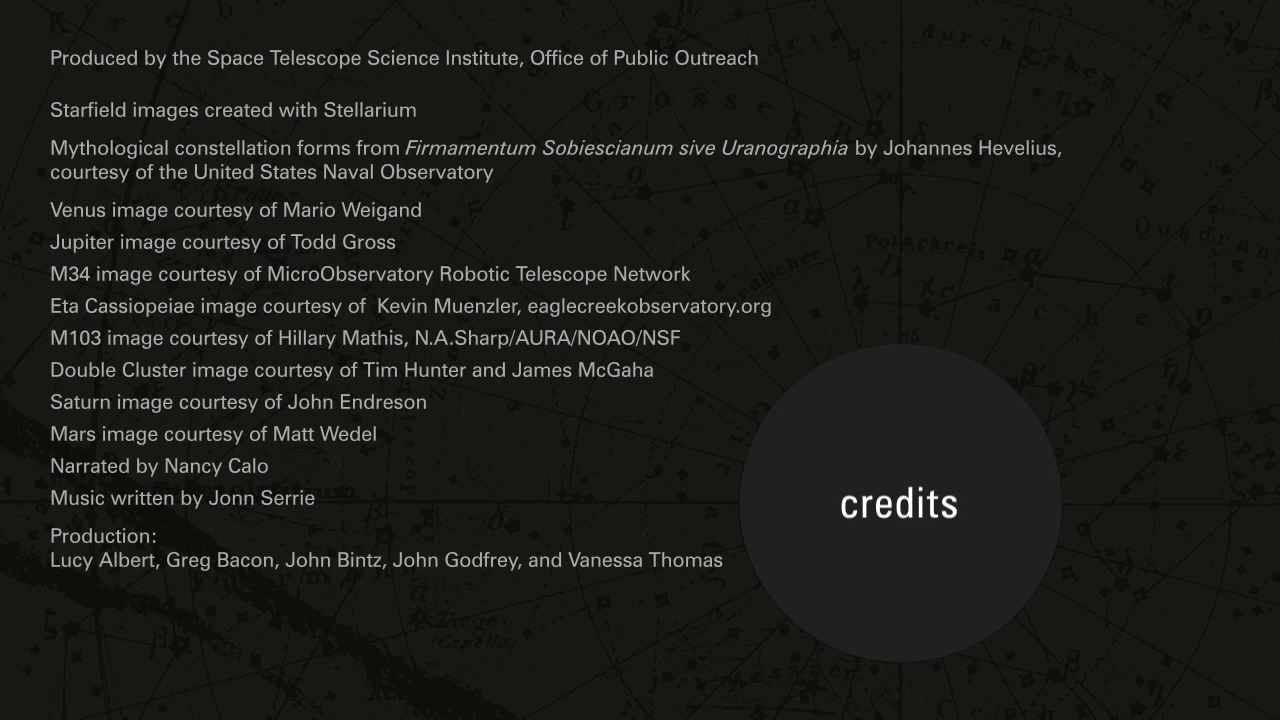 Produced by the Space Telescope Science Institute, Office of Public Outreach
Starfield images created with Stellarium
Mythological constellation forms from Firmamentum Sobiescianum sive Uranographia by Johannes Hevelius,
courtesy of the United States Naval Observatory
Venus image courtesy of Mario Weigand
Jupiter image courtesy of Todd Gross
M34 image courtesy of MicroObservatory Robotic Telescope Network
Eta Cassiopeiae image courtesy of  Kevin Muenzler, eaglecreekobservatory.org
M103 image courtesy of Hillary Mathis, N.A.Sharp/AURA/NOAO/NSF
Double Cluster image courtesy of Tim Hunter and James McGaha
Saturn image courtesy of John Endreson
Mars image courtesy of Matt Wedel
Narrated by Nancy Calo
Music written by Jonn Serrie
Production:
Lucy Albert, Greg Bacon, John Bintz, John Godfrey, and Vanessa Thomas
credits
Grosse
durchgehe
Polarkreis
Ziege
(Capella)